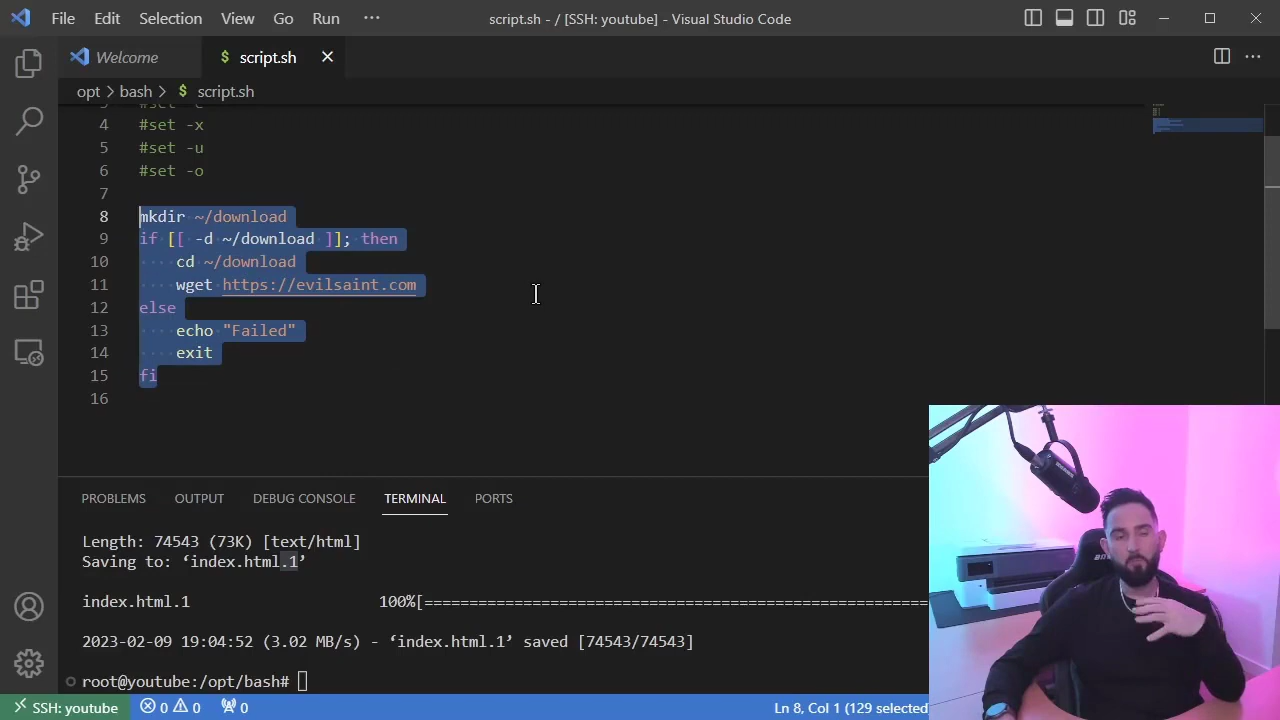 File Edit Selection View Go Run ··· script.sh - / [SSH: youtube] - Visual Studio Code
Welcome $ script.sh
opt > bash > $ script.sh
4 #set -x
5 #set -u
6 #set -o
7
8 mkdir ~/download
9 if [[ -d ~/download ]]; then
10 cd ~/download
11 wget https://evilsaint.com
12 else
13 echo "Failed"
14 exit
15 fi
16
PROBLEMS OUTPUT DEBUG CONSOLE TERMINAL PORTS
Length: 74543 (73K) [text/html]
Saving to: ‘index.html.1’
index.html.1 100%[===========================================
2023-02-09 19:04:52 (3.02 MB/s) - ‘index.html.1’ saved [74543/74543]
root@youtube:/opt/bash#
SSH: youtube 0 0 0 Ln 8, Col 1 (129 selected